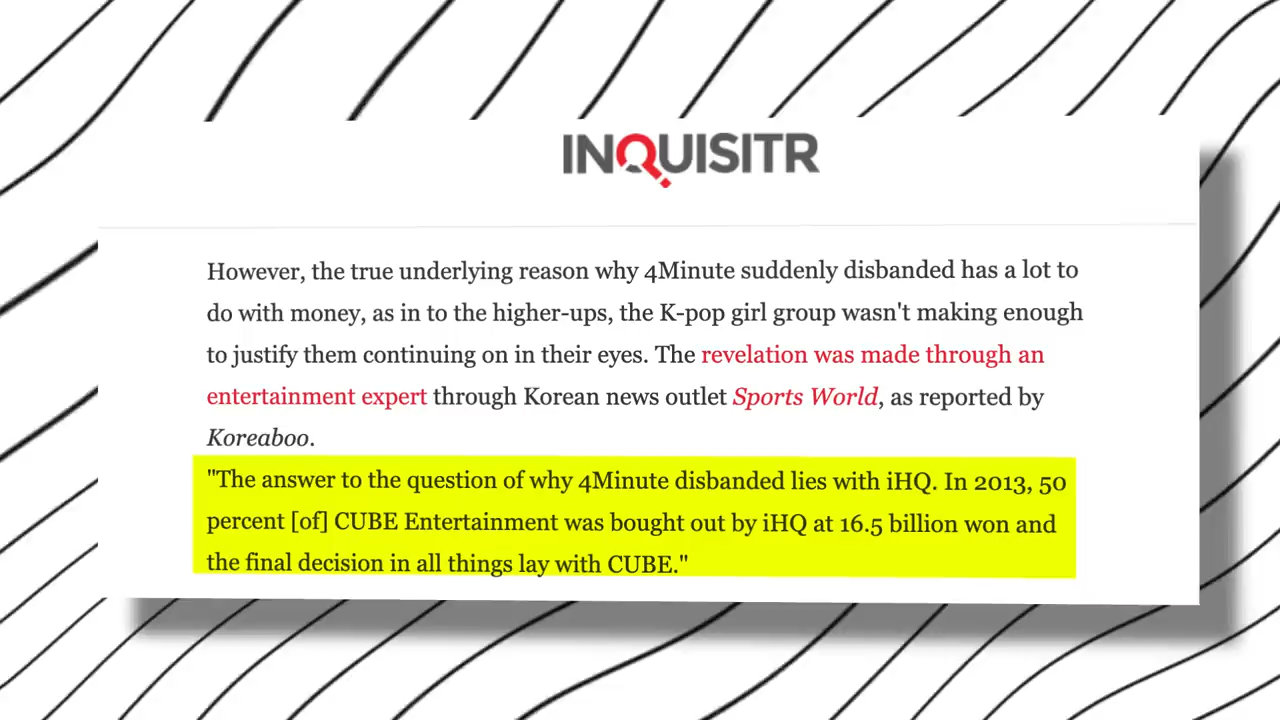 INQUISITR
However, the true underlying reason why 4Minute suddenly disbanded has a lot to
do with money, as in to the higher-ups, the K-pop girl group wasn't making enough
to justify them continuing on in their eyes. The revelation was made through an
entertainment expert through Korean news outlet Sports World, as reported by
Koreaboo.
"The answer to the question of why 4Minute disbanded lies with iHQ. In 2013, 50
percent [of] CUBE Entertainment was bought out by iHQ at 16.5 billion won and
the final decision in all things lay with CUBE."